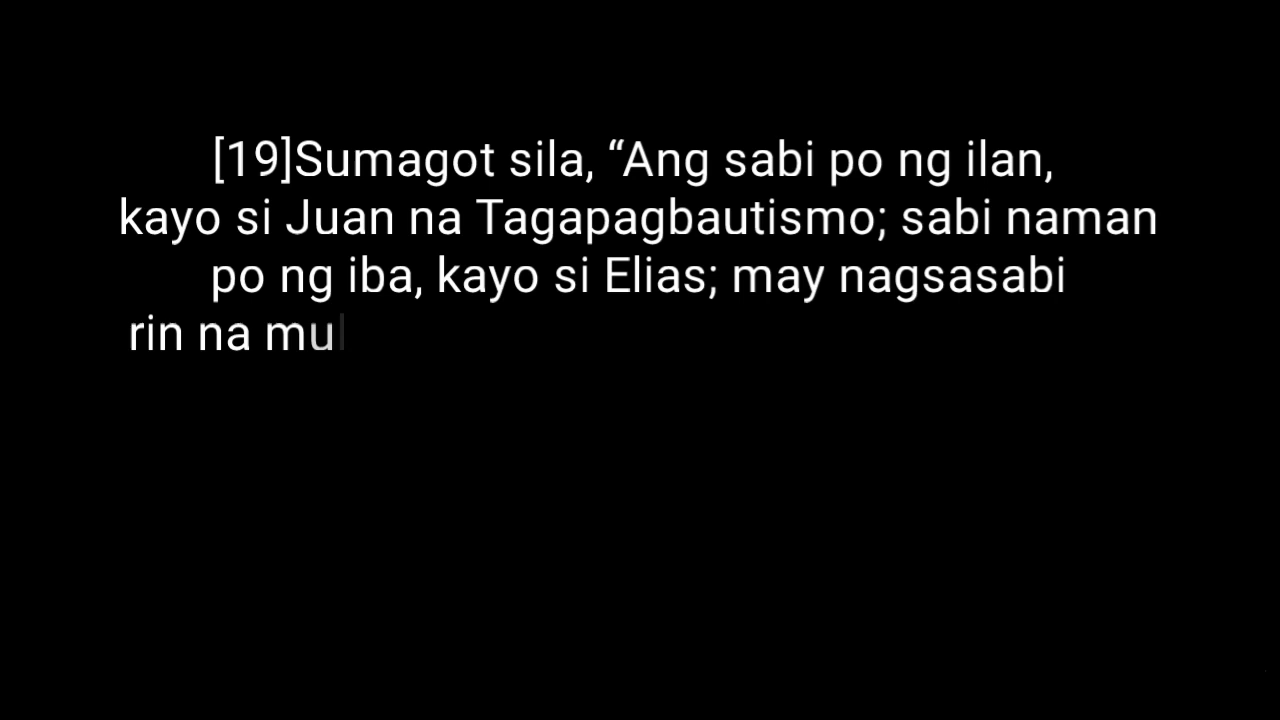 [19]Sumagot sila, “Ang sabi po ng ilan,
kayo si Juan na Tagapagbautismo; sabi naman
po ng iba, kayo si Elias; may nagsasabi
rin na mul